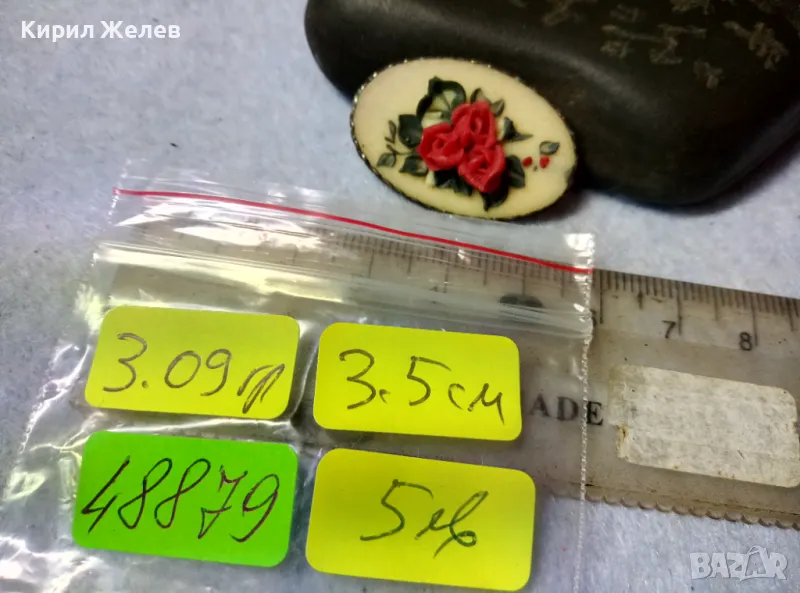 Кирил Желев
3.09гр
3.5см
7 8
ADE
48879
5лв
BAZAR